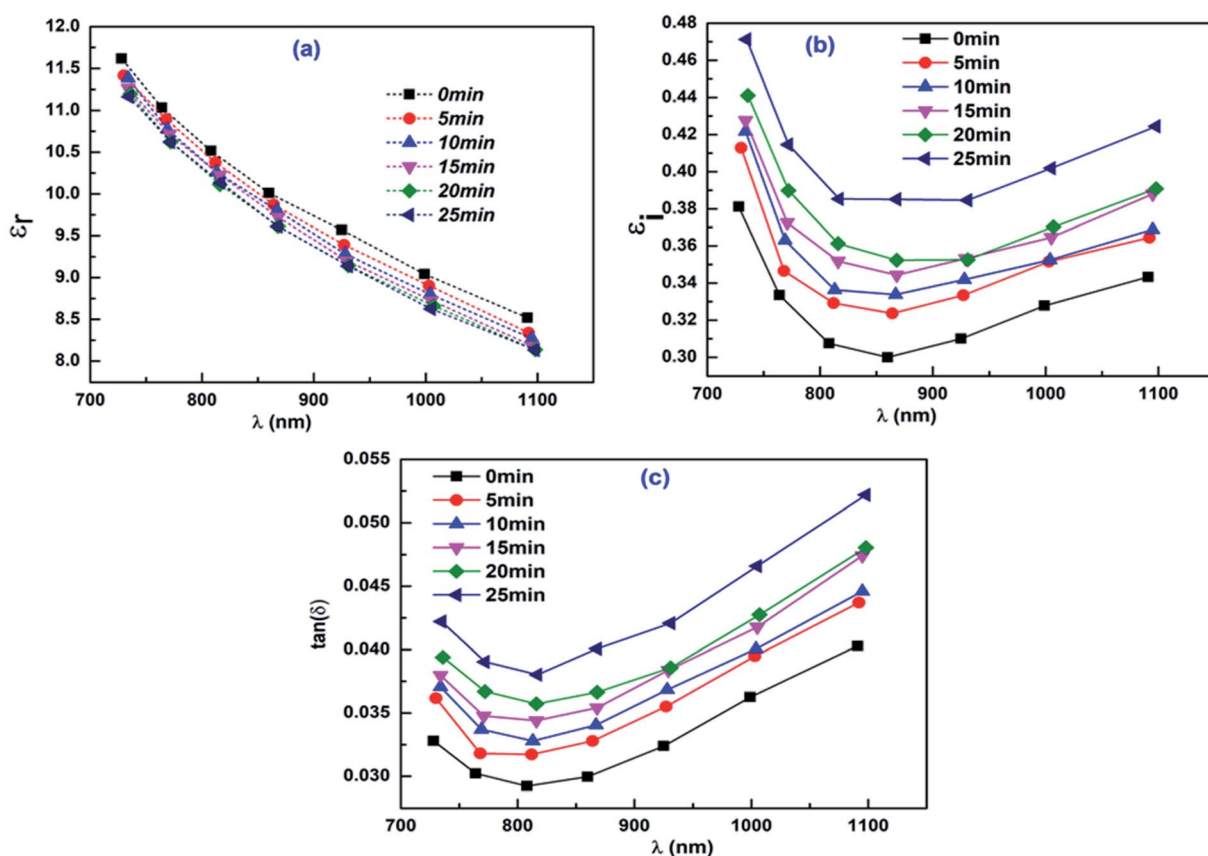 (a)
εr
12.0
11.5
11.0
10.5
10.0
9.5
9.0
8.5
8.0
0min
5min
10min
15min
20min
25min
700 800 900 1000 1100
λ (nm)
(b)
εi
0.48
0.46
0.44
0.42
0.40
0.38
0.36
0.34
0.32
0.30
0min
5min
10min
15min
20min
25min
700 800 900 1000 1100
λ (nm)
(c)
tan(δ)
0.055
0.050
0.045
0.040
0.035
0.030
0min
5min
10min
15min
20min
25min
700 800 900 1000 1100
λ (nm)